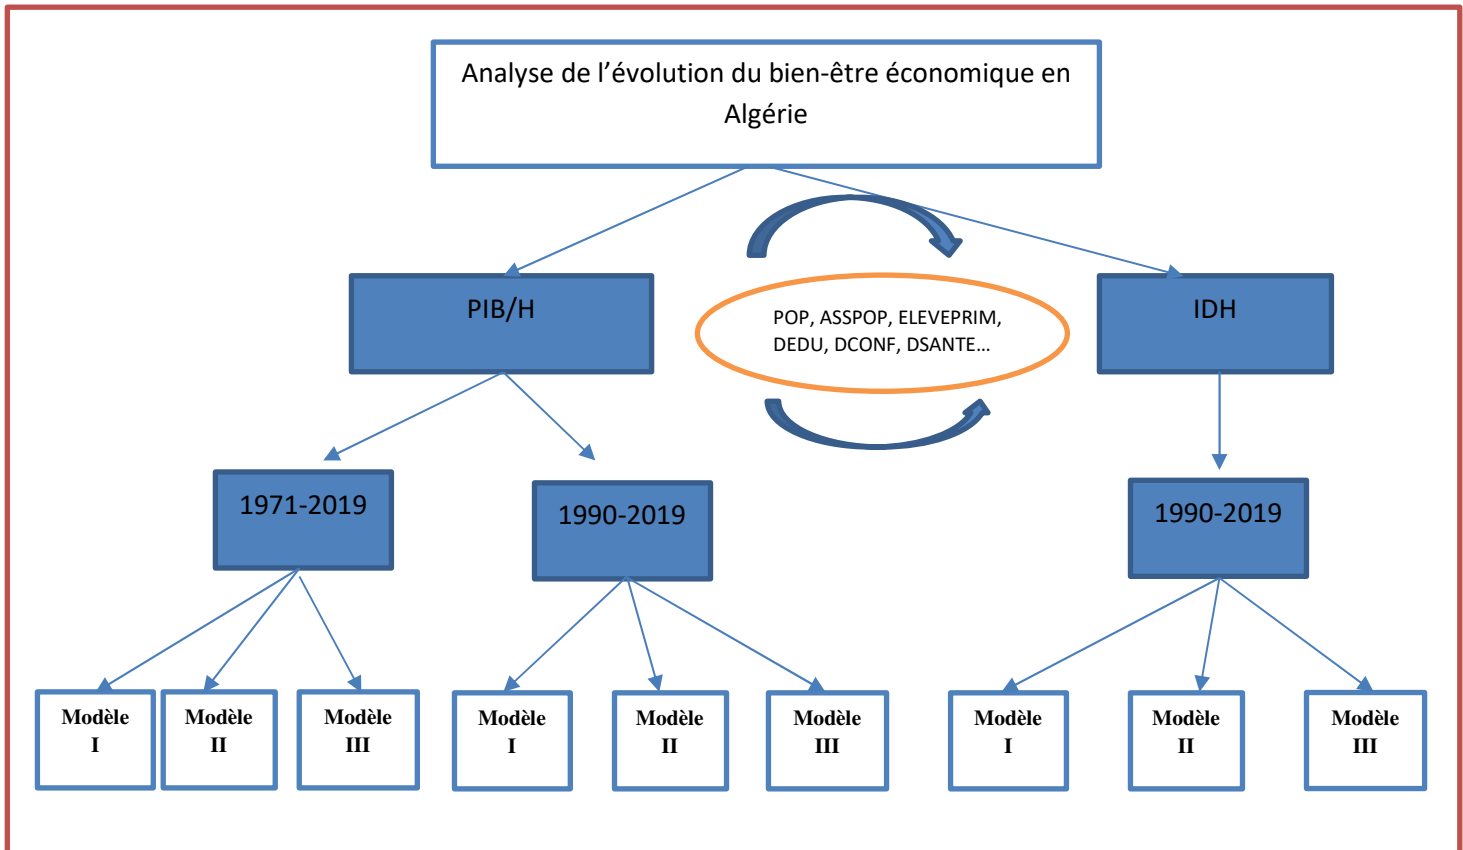 Analyse de l’évolution du bien-être économique en
Algérie
PIB/H
POP, ASSPOP, ELEVEPRIM,
DEDU, DCONF, DSANTE…
IDH
1971-2019
1990-2019
1990-2019
Modèle
I
Modèle
II
Modèle
III
Modèle
I
Modèle
II
Modèle
III
Modèle
I
Modèle
II
Modèle
III